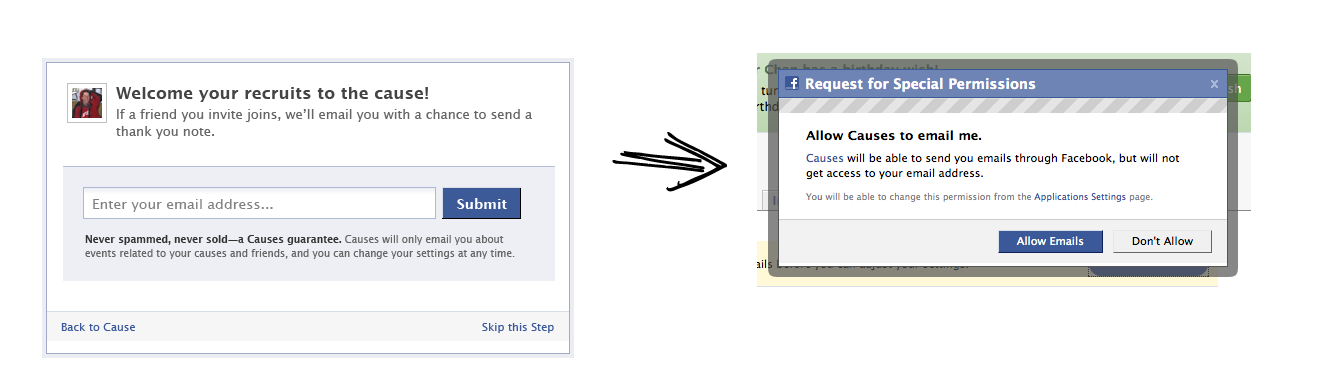 Welcome your recruits to the cause!
If a friend you invite joins, we'll email you with a chance to send a
thank you note.
Enter your email address...
Submit
Never spammed, never sold—a Causes guarantee. Causes will only email you about
events related to your causes and friends, and you can change your settings at any time.
Back to Cause
Skip this Step
Request for Special Permissions
x
Allow Causes to email me.
Causes will be able to send you emails through Facebook, but will not
get access to your email address.
You will be able to change this permission from the Applications Settings page.
Allow Emails
Don't Allow